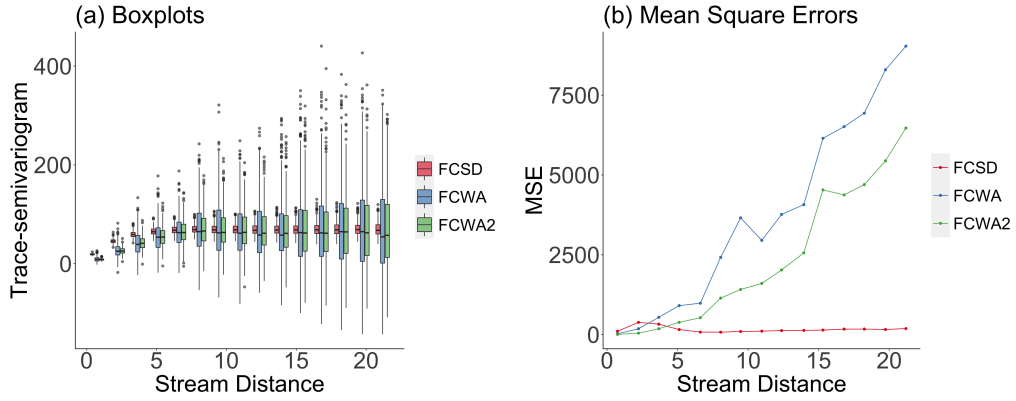 (a) Boxplots
Trace-semivariogram
400
200
0
0 5 10 15 20
Stream Distance
FCSD
FCWA
FCWA2
(b) Mean Square Errors
MSE
7500
5000
2500
0
0 5 10 15 20
Stream Distance
FCSD
FCWA
FCWA2